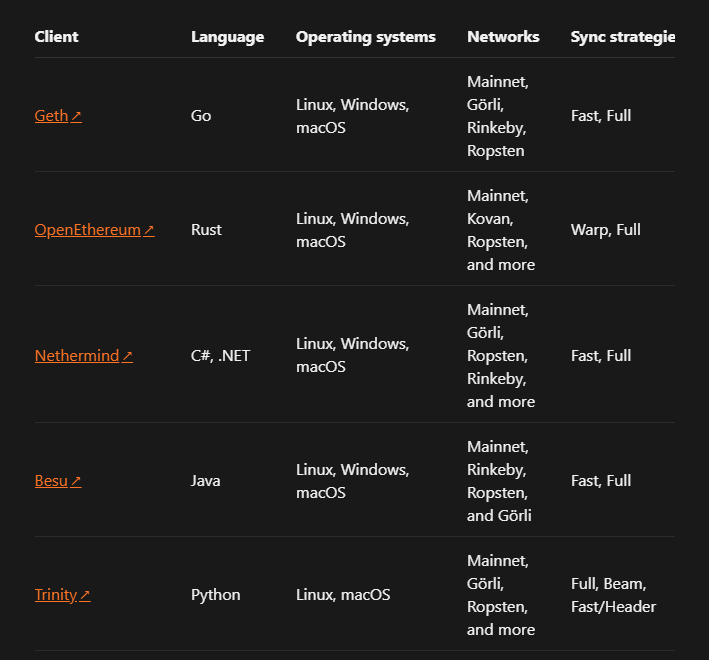 Client Language Operating systems Networks Sync strategie
Geth↗ Go Linux, Windows, macOS Mainnet, Görli, Rinkeby, Ropsten Fast, Full
OpenEthereum↗ Rust Linux, Windows, macOS Mainnet, Kovan, Ropsten, and more Warp, Full
Nethermind↗ C#, .NET Linux, Windows, macOS Mainnet, Görli, Ropsten, Rinkeby, and more Fast, Full
Besu↗ Java Linux, Windows, macOS Mainnet, Rinkeby, Ropsten, and Görli Fast, Full
Trinity↗ Python Linux, macOS Mainnet, Görli, Ropsten, and more Full, Beam, Fast/Header